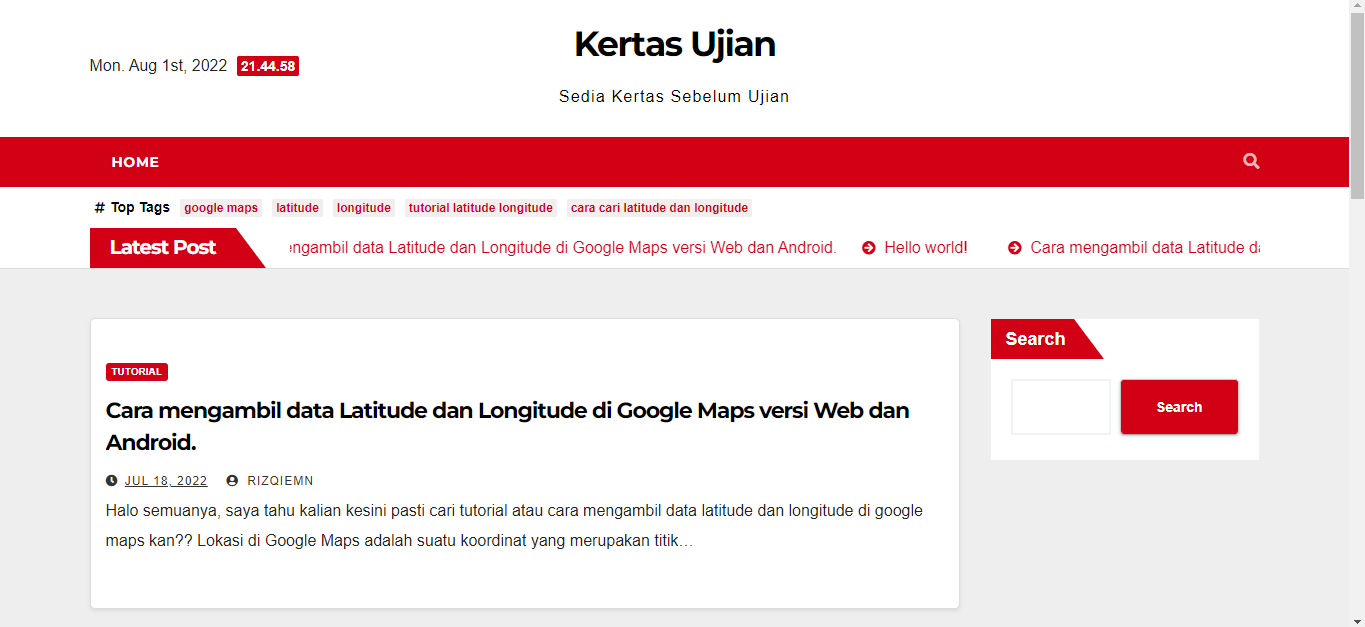 Kertas Ujian
Mon. Aug 1st, 2022 21.44.58
Sedia Kertas Sebelum Ujian
HOME
# Top Tags google maps latitude longitude tutorial latitude longitude cara cari latitude dan longitude
Latest Post ngambil data Latitude dan Longitude di Google Maps versi Web dan Android. Hello world! Cara mengambil data Latitude da
Search
TUTORIAL
Cara mengambil data Latitude dan Longitude di Google Maps versi Web dan
Android.
JUL 18, 2022 RIZQIEMN
Halo semuanya, saya tahu kalian kesini pasti cari tutorial atau cara mengambil data latitude dan longitude di google
maps kan?? Lokasi di Google Maps adalah suatu koordinat yang merupakan titik…
Search